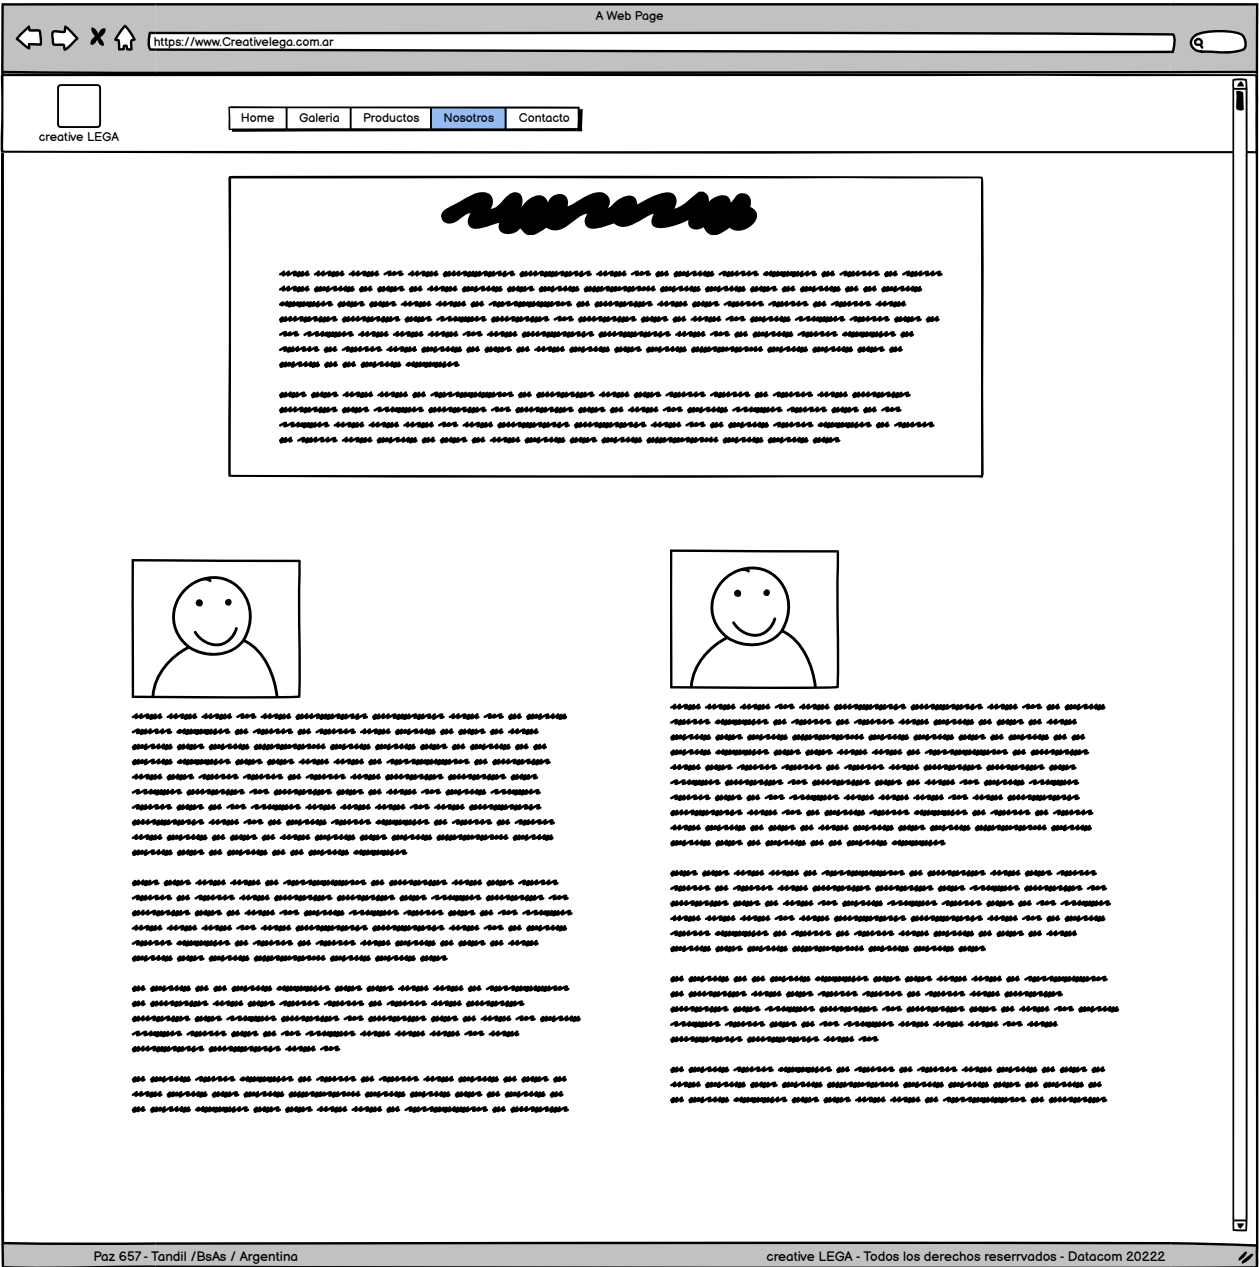 A Web Page
https://www.Creativelega.com.ar
creative LEGA
Home Galeria Productos Nosotros Contacto
Paz 657 - Tandil /BsAs / Argentina
creative LEGA - Todos los derechos reserrvados - Datacom 20222